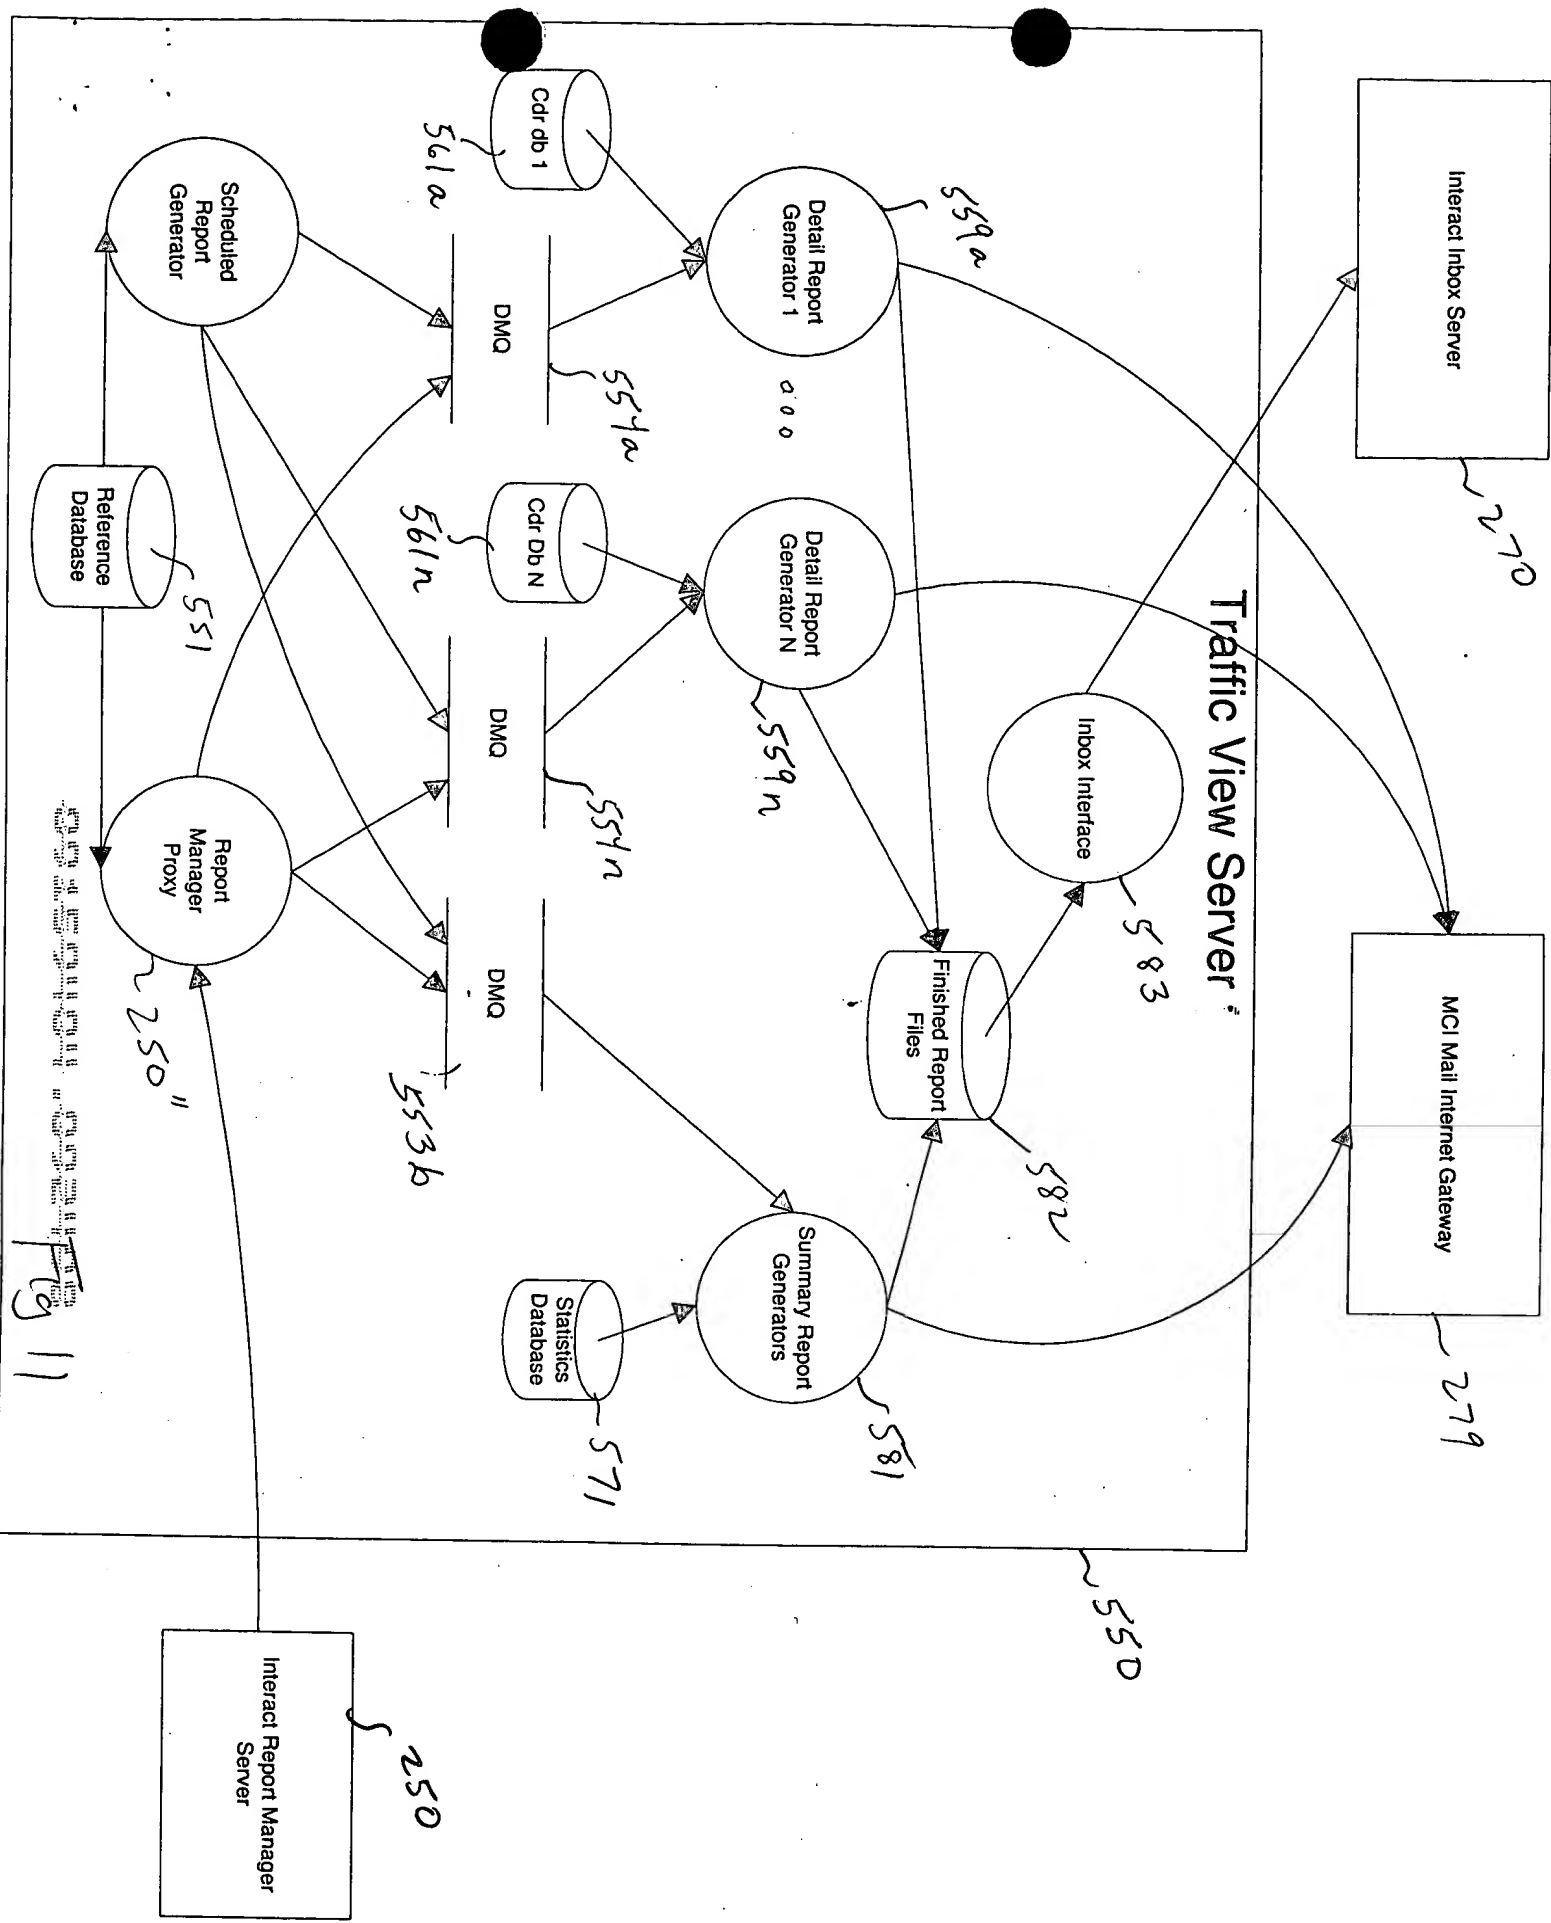 Interact Inbox Server
270
MCI Mail Internet Gateway
279
Traffic View Server
550
Inbox Interface
583
559a
Detail Report
Generator 1
Detail Report
Generator N
559n
Finished Report
Files
582
Summary Report
Generators
581
Cdr db 1
561a
DMQ
554a
Cdr Db N
561n
DMQ
554n
DMQ
553b
Statistics
Database
571
Scheduled
Report
Generator
Reference
Database
551
Report
Manager
Proxy
250"
Interact Report Manager
Server
250
Fig 11